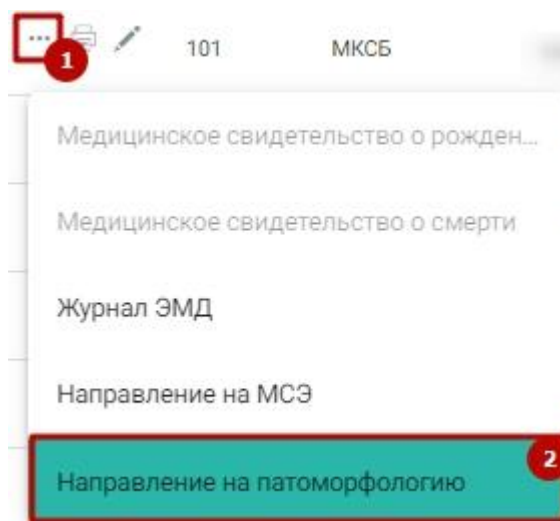 ... 1 101 МКСБ
Медицинское свидетельство о рожден...
Медицинское свидетельство о смерти
Журнал ЭМД
Направление на МСЭ
Направление на патоморфологию 2